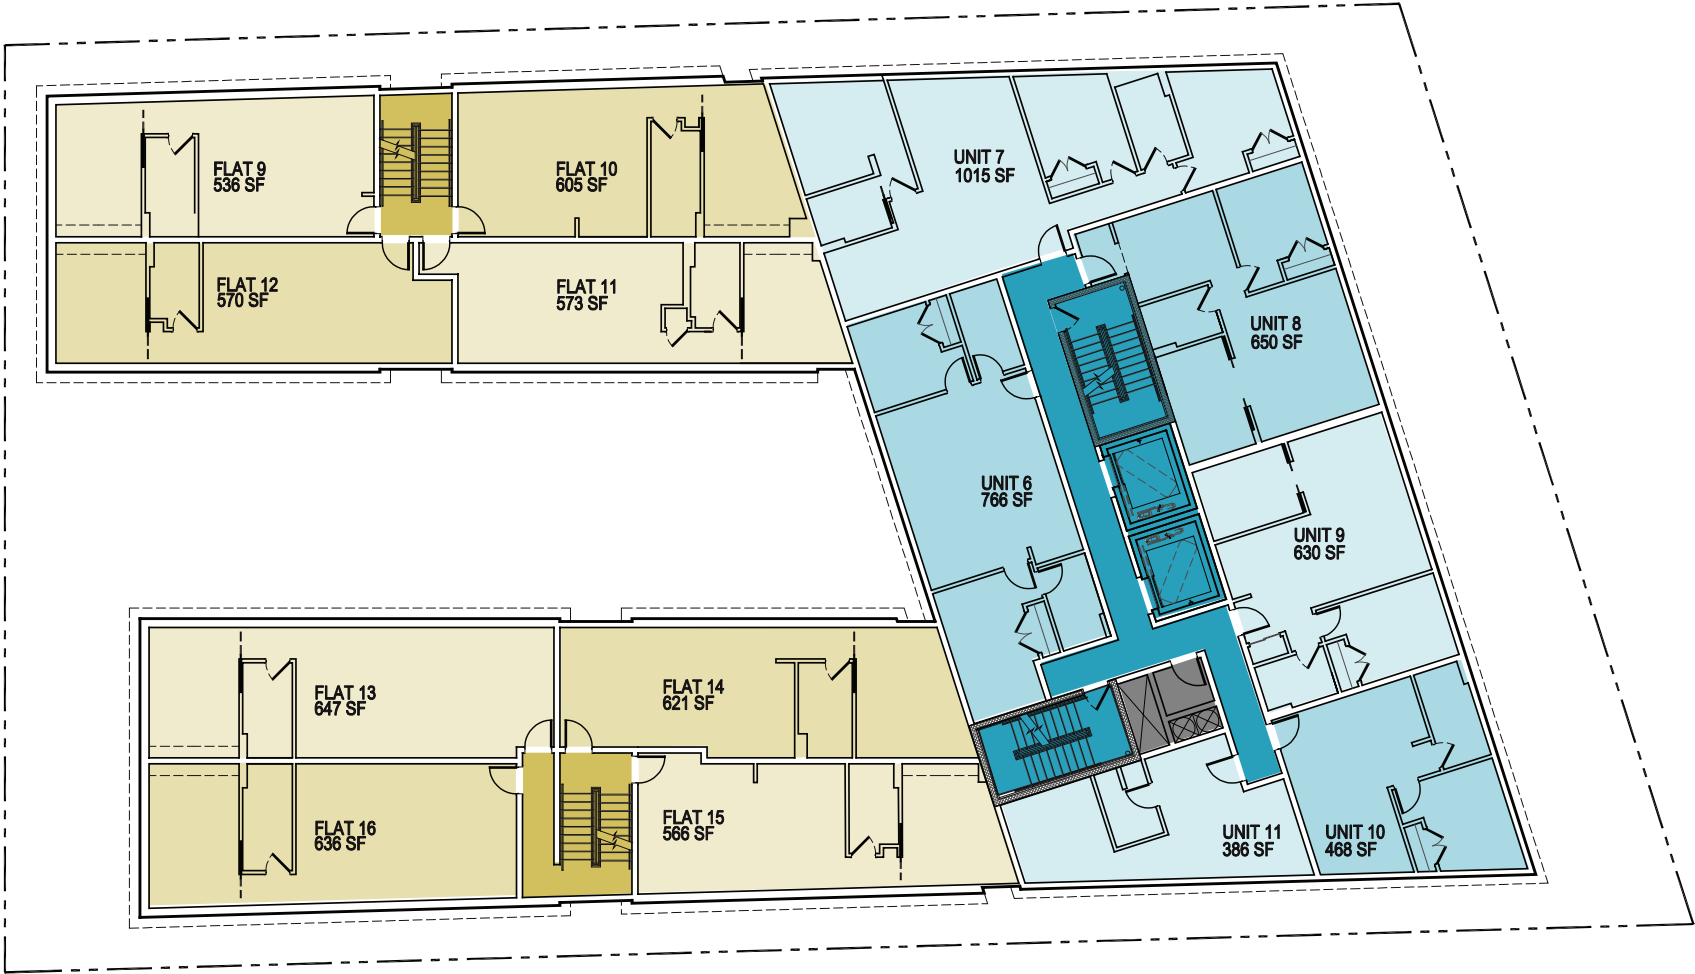 FLAT 9
536 SF
FLAT 10
605 SF
UNIT 7
1015 SF
FLAT 12
570 SF
FLAT 11
573 SF
UNIT 8
650 SF
UNIT 6
766 SF
UNIT 9
630 SF
FLAT 13
647 SF
FLAT 14
621 SF
FLAT 16
636 SF
FLAT 15
566 SF
UNIT 11
386 SF
UNIT 10
468 SF